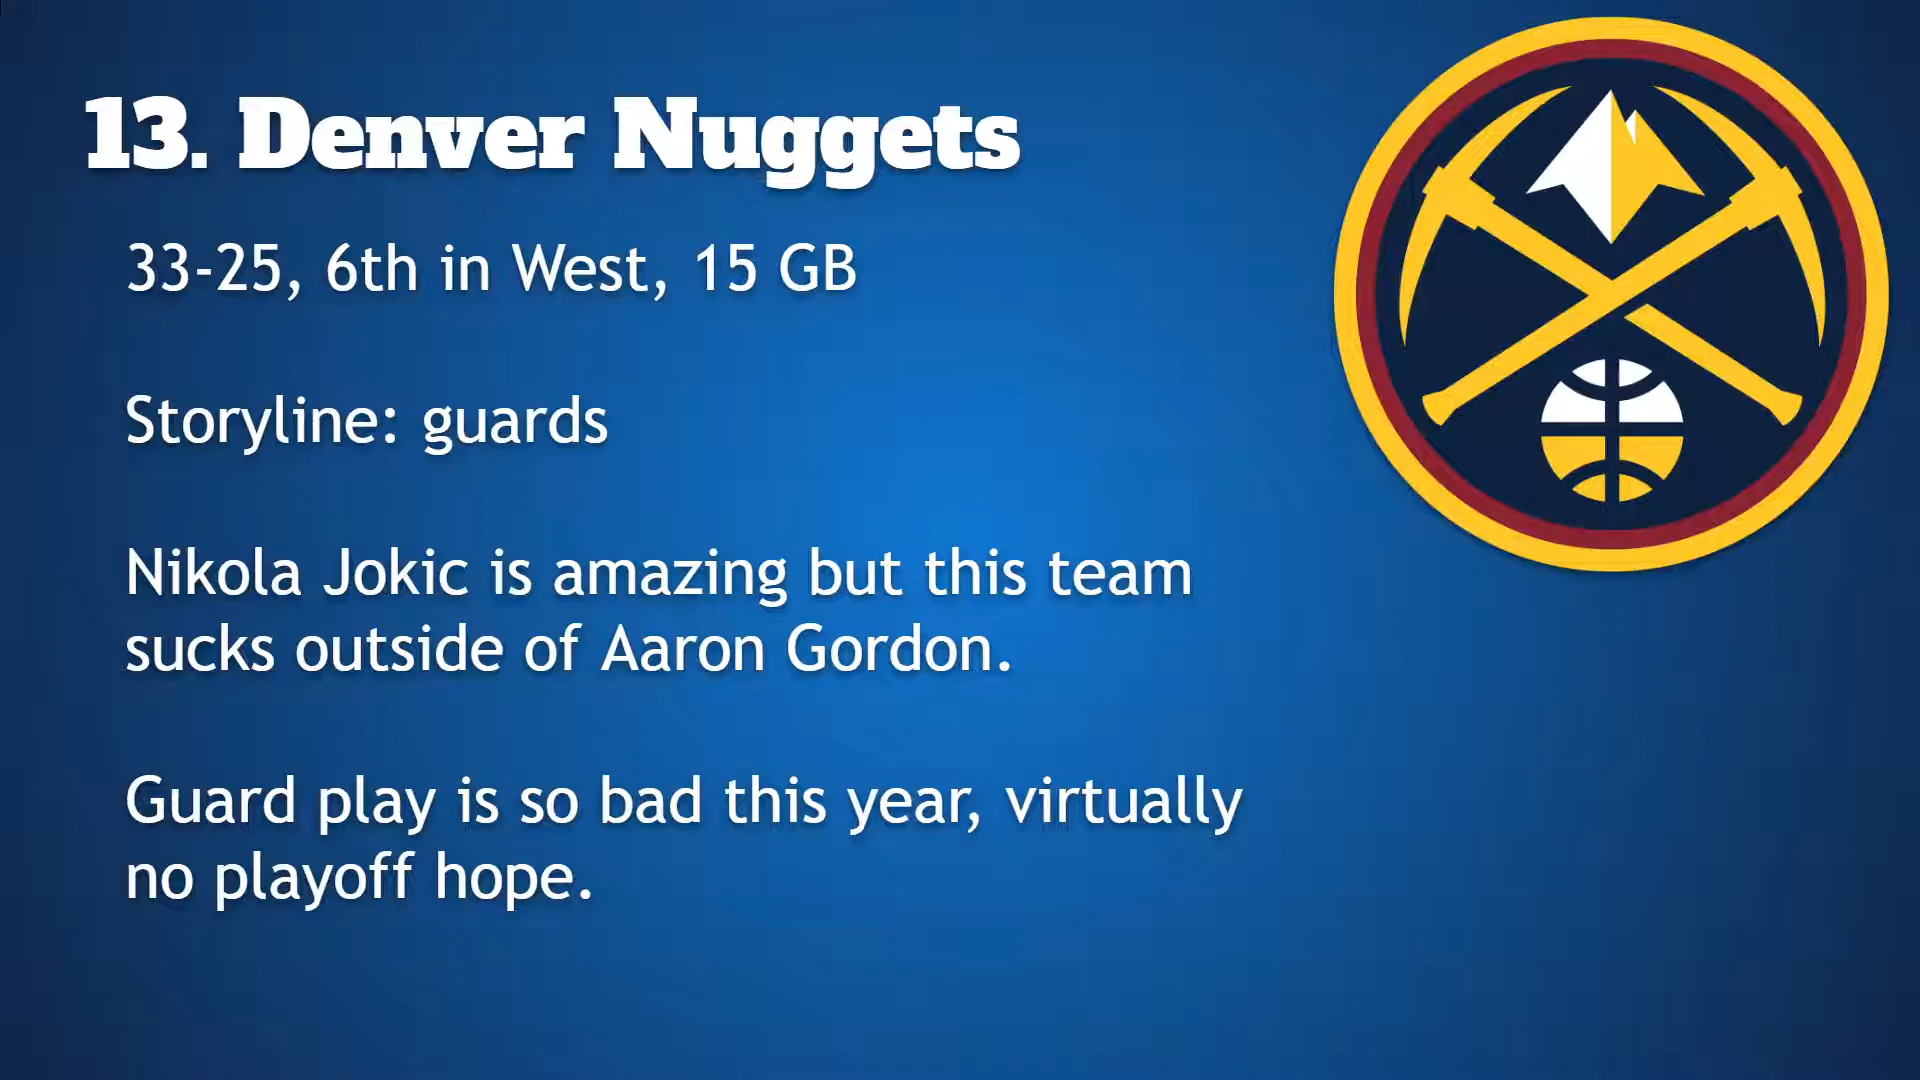 13. Denver Nuggets
33-25, 6th in West, 15 GB
Storyline: guards
Nikola Jokic is amazing but this team
sucks outside of Aaron Gordon.
Guard play is so bad this year, virtually
no playoff hope.